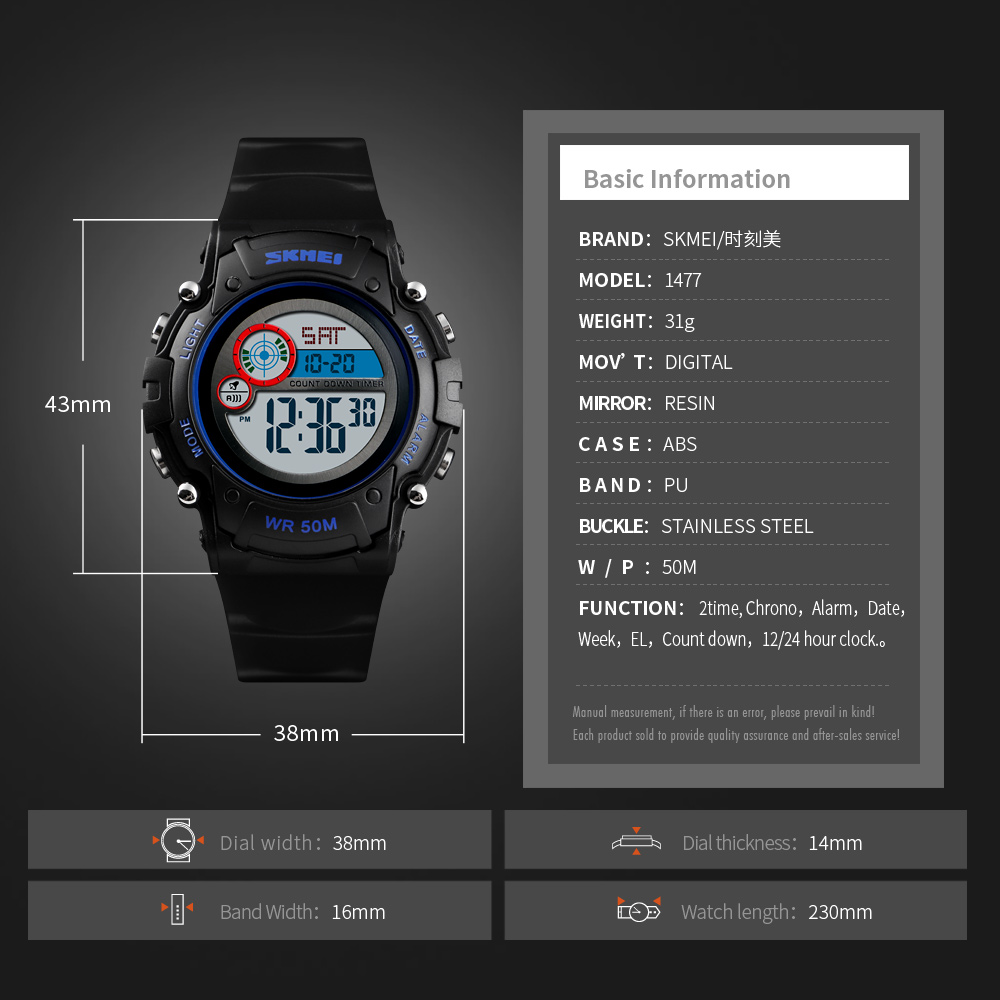 SKMEI
LIGHT
DATE
SAT
10-20
COUNT DOWN TIMER
A)))
PM
12:36 30
MODE
ALARM
WR 50M
43mm
38mm
Basic Information
BRAND： SKMEI/时刻美
MODEL： 1477
WEIGHT： 31g
MOV’T： DIGITAL
MIRROR： RESIN
CASE： ABS
BAND： PU
BUCKLE： STAINLESS STEEL
W / P ： 50M
FUNCTION： 2time, Chrono，Alarm，Date，
Week，EL，Count down，12/24 hour clock.。
Manual measurement, if there is an error, please prevail in kind!
Each product sold to provide quality assurance and after-sales service!
Dial width： 38mm
Dial thickness： 14mm
Band Width： 16mm
Watch length： 230mm